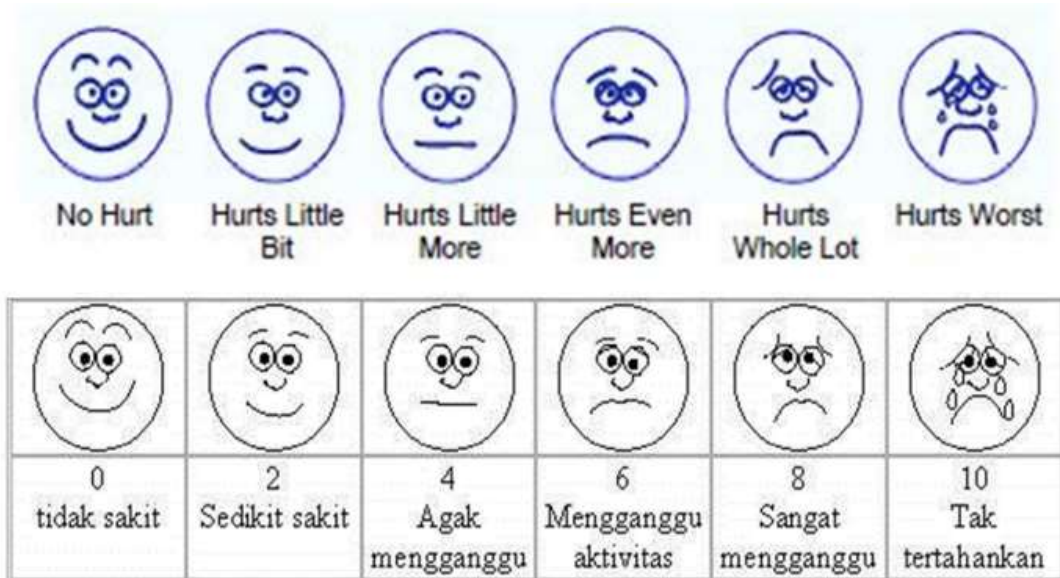 No Hurt
Hurts Little
Bit
Hurts Little
More
Hurts Even
More
Hurts
Whole Lot
Hurts Worst
0
tidak sakit
2
Sedikit sakit
4
Agak
mengganggu
6
Mengganggu
aktivitas
8
Sangat
mengganggu
10
Tak
tertahankan